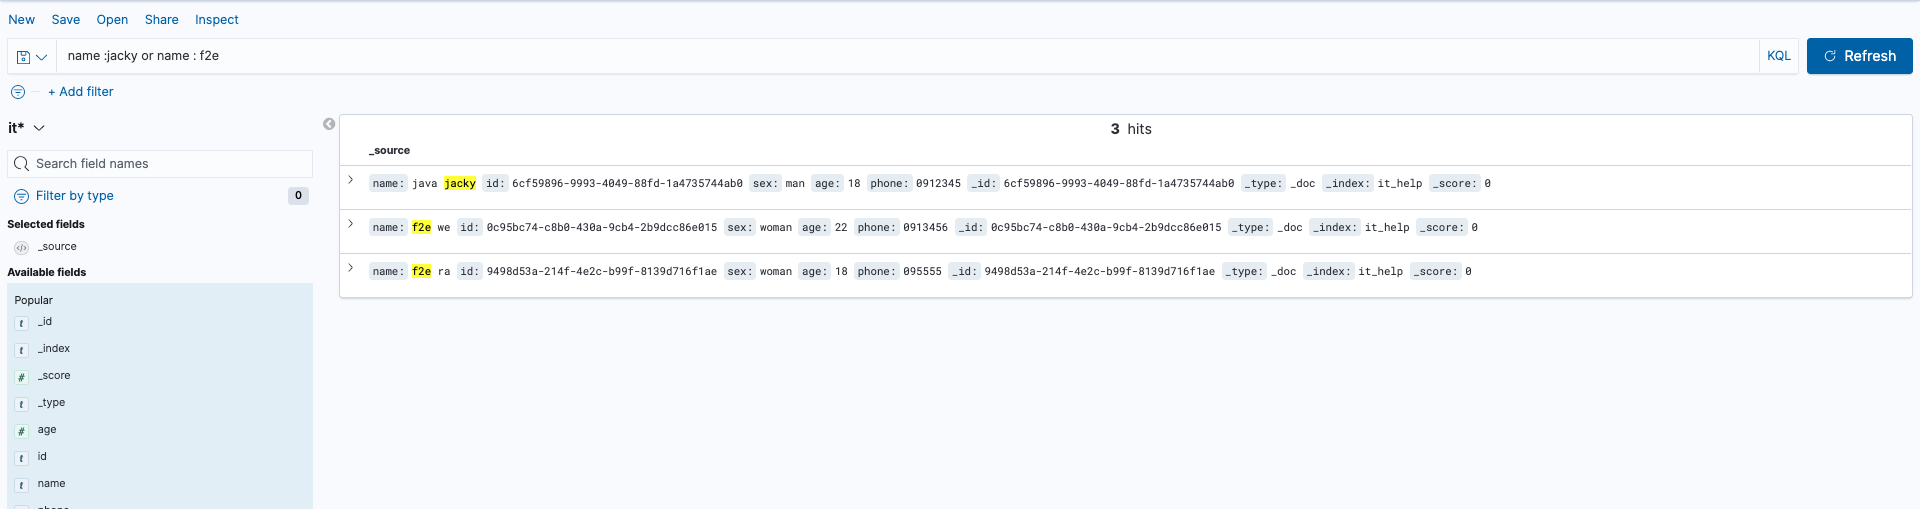 New Save Open Share Inspect
name :jacky or name : f2e KQL Refresh
+ Add filter
it*
Search field names
Filter by type 0
Selected fields
_source
Available fields
Popular
_id
_index
_score
_type
age
id
name
3 hits
_source
name: java jacky id: 6cf59896-9993-4049-88fd-1a4735744ab0 sex: man age: 18 phone: 0912345 _id: 6cf59896-9993-4049-88fd-1a4735744ab0 _type: _doc _index: it_help _score: 0
name: f2e we id: 0c95bc74-c8b0-430a-9cb4-2b9dcc86e015 sex: woman age: 22 phone: 0913456 _id: 0c95bc74-c8b0-430a-9cb4-2b9dcc86e015 _type: _doc _index: it_help _score: 0
name: f2e ra id: 9498d53a-214f-4e2c-b99f-8139d716f1ae sex: woman age: 18 phone: 095555 _id: 9498d53a-214f-4e2c-b99f-8139d716f1ae _type: _doc _index: it_help _score: 0